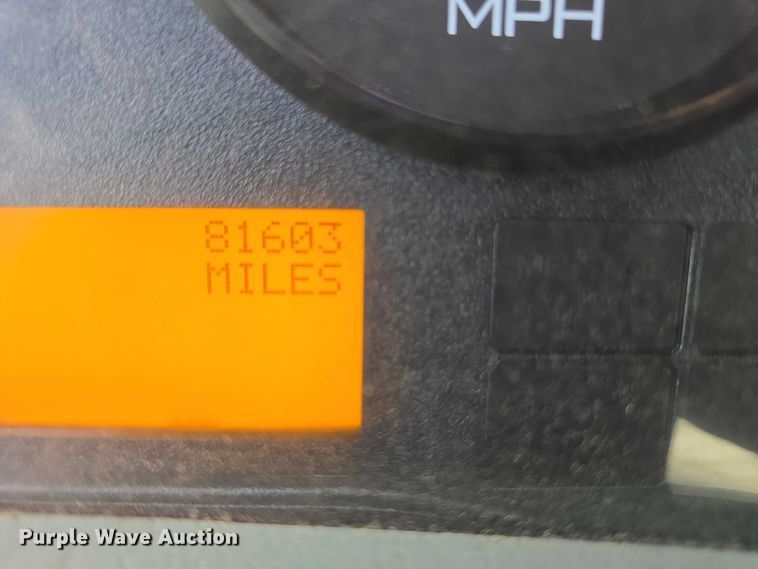 MPH
81603
MILES
Purple Wave Auction